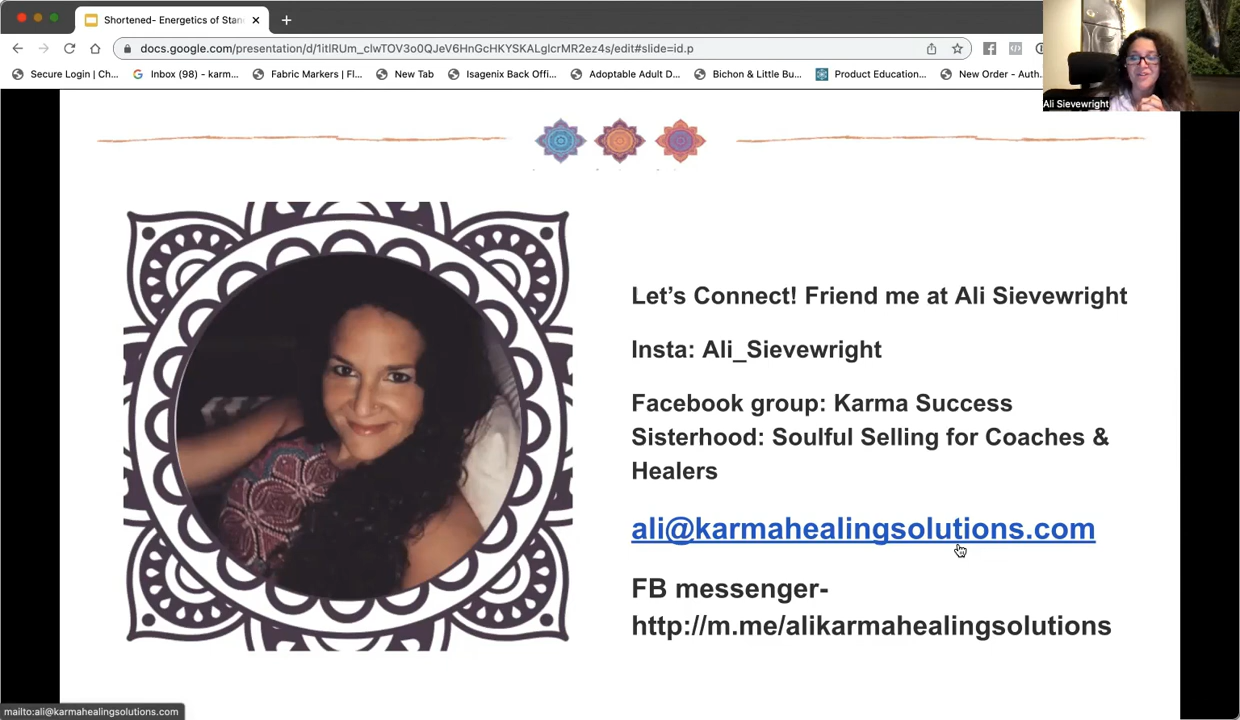 Shortened- Energetics of Stan
docs.google.com/presentation/d/1itlRUm_clwTOV3o0QJeV6HnGcHKYSKALglcrMR2ez4s/edit#slide=id.p
Secure Login | Ch...
Inbox (98) - karm...
Fabric Markers | Fl...
New Tab
Isagenix Back Offi...
Adoptable Adult D...
Bichon & Little Bu...
Product Education...
New Order - Auth.
Ali Sievewright
Let’s Connect! Friend me at Ali Sievewright
Insta: Ali_Sievewright
Facebook group: Karma Success
Sisterhood: Soulful Selling for Coaches &
Healers
ali@karmahealingsolutions.com
FB messenger-
http://m.me/alikarmahealingsolutions
mailto:ali@karmahealingsolutions.com